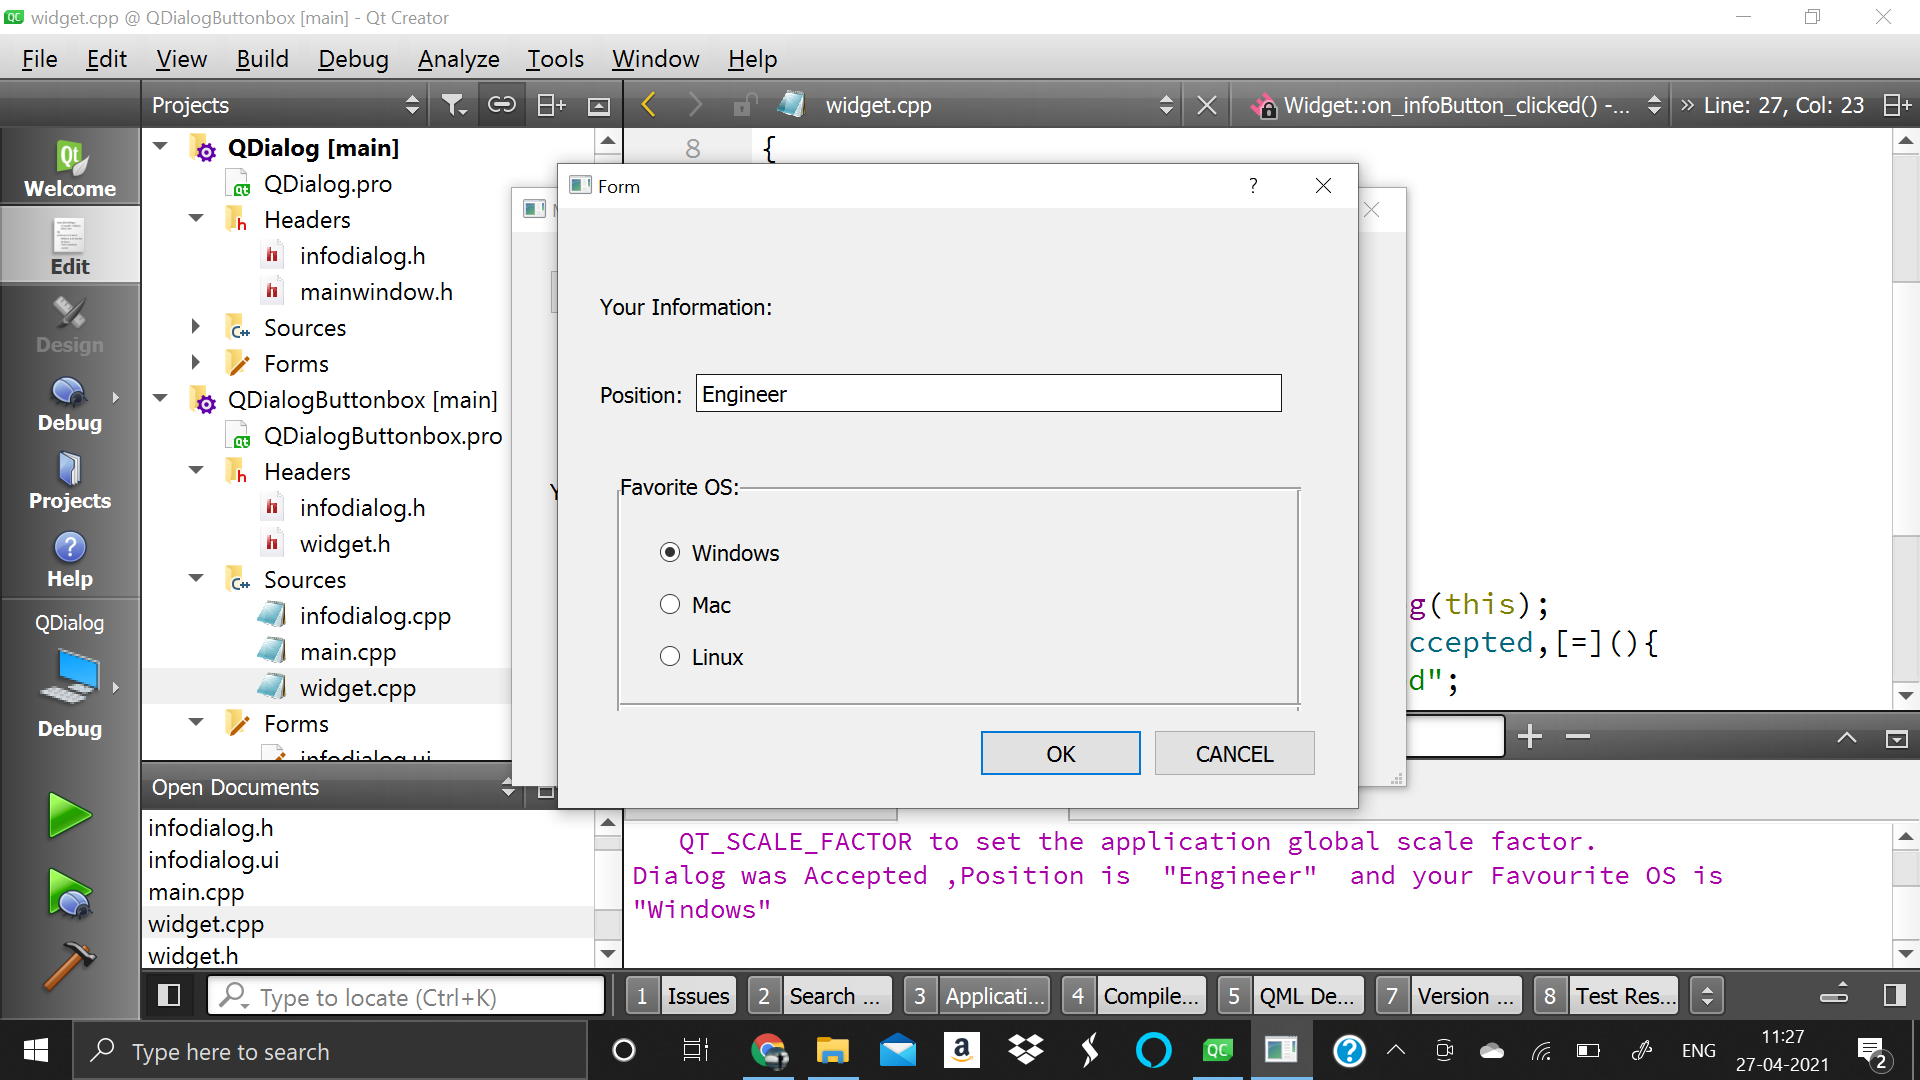 widget.cpp @ QDialogButtonbox [main] - Qt Creator
File Edit View Build Debug Analyze Tools Window Help
Projects
widget.cpp
Widget::on_infoButton_clicked() -...
» Line: 27, Col: 23
Qt
Welcome
Edit
Design
Debug
Projects
Help
QDialog
Debug
QDialog [main]
QDialog.pro
Headers
infodialog.h
mainwindow.h
Sources
Forms
QDialogButtonbox [main]
QDialogButtonbox.pro
Headers
infodialog.h
widget.h
Sources
infodialog.cpp
main.cpp
widget.cpp
Forms
infodialog.ui
Open Documents
infodialog.h
infodialog.ui
main.cpp
widget.cpp
widget.h
8 {
Form ?
Your Information:
Position: Engineer
Favorite OS:
Windows
Mac
Linux
OK CANCEL
g(this);
ccepted,[=](){
d";
QT_SCALE_FACTOR to set the application global scale factor.
Dialog was Accepted ,Position is "Engineer" and your Favourite OS is
"Windows"
Type to locate (Ctrl+K)
1 Issues 2 Search ... 3 Applicati... 4 Compile... 5 QML De... 7 Version ... 8 Test Res...
Type here to search
ENG
11:27
27-04-2021
2